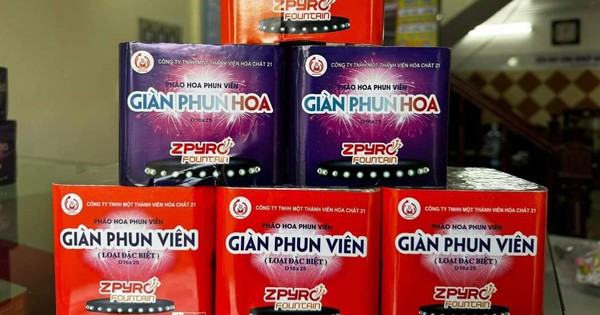 ZPYRO
FOUNTAIN
CÔNG TY TNHH MỘT THÀNH VIÊN HÓA CHẤT 21
PHÁO HOA PHUN VIÊN
GIÀN PHUN HOA
D16x25
ZPYRO
FOUNTAIN
CÔNG TY TNHH MỘT THÀNH VIÊN HÓA CHẤT 21
PHÁO HOA PHUN VIÊN
GIÀN PHUN HOA
D16x25
ZPYRO
FOUNTAIN
CÔNG TY TNHH MỘT THÀNH VIÊN HÓA CHẤT 21
PHÁO HOA PHUN VIÊN
GIÀN PHUN VIÊN
( LOẠI ĐẶC BIỆT )
D16x25
ZPYRO
FOUNTAIN
CÔNG TY TNHH MỘT THÀNH VIÊN HÓA CHẤT 21
PHÁO HOA PHUN VIÊN
GIÀN PHUN VIÊN
( LOẠI ĐẶC BIỆT )
D16x25
ZPYRO
FOUNTAIN
CÔNG TY TNHH MỘT THÀNH VIÊN HÓA CHẤT 21
PHÁO HOA PHUN VIÊN
GIÀN PHUN VIÊN
( LOẠI ĐẶC BIỆT )
D16x25
ZPYRO
FOUNTAIN